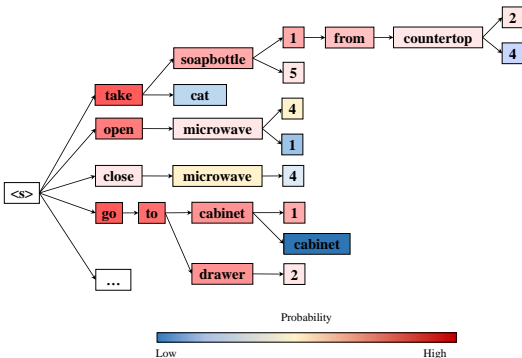 2
1 from countertop
soapbottle
4
5
take cat
4
open microwave
1
close microwave 4
<s>
go to cabinet 1
cabinet
drawer 2
...
Probability
Low High